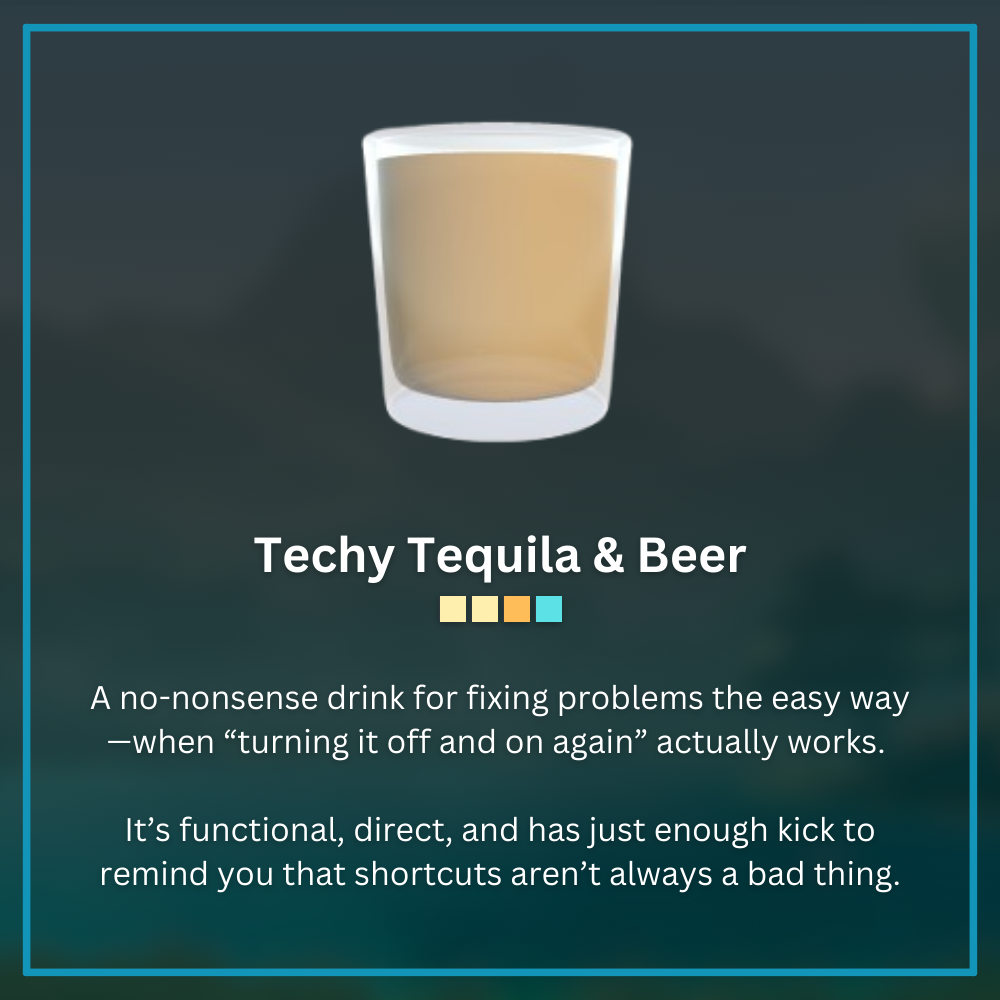 Techy Tequila & Beer
A no-nonsense drink for fixing problems the easy way
—when “turning it off and on again” actually works.
It’s functional, direct, and has just enough kick to
remind you that shortcuts aren’t always a bad thing.